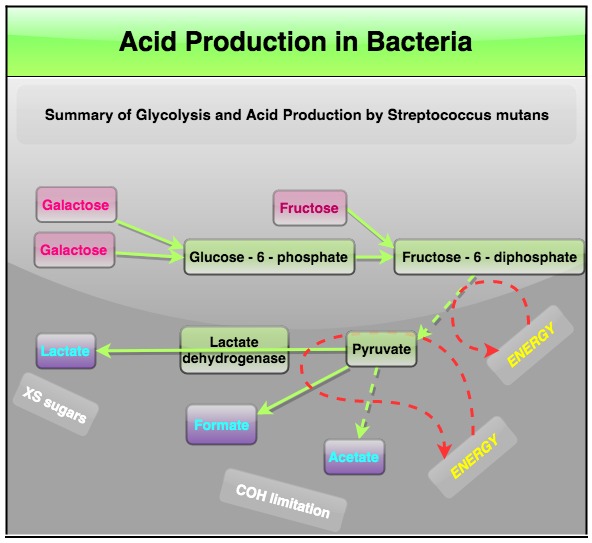 Acid Production in Bacteria
Summary of Glycolysis and Acid Production by Streptococcus mutans
Galactose
Fructose
Galactose
Glucose - 6 - phosphate
Fructose - 6 - diphosphate
Lactate
Lactate
dehydrogenase
Pyruvate
ENERGY
XS sugars
Formate
Acetate
ENERGY
COH limitation